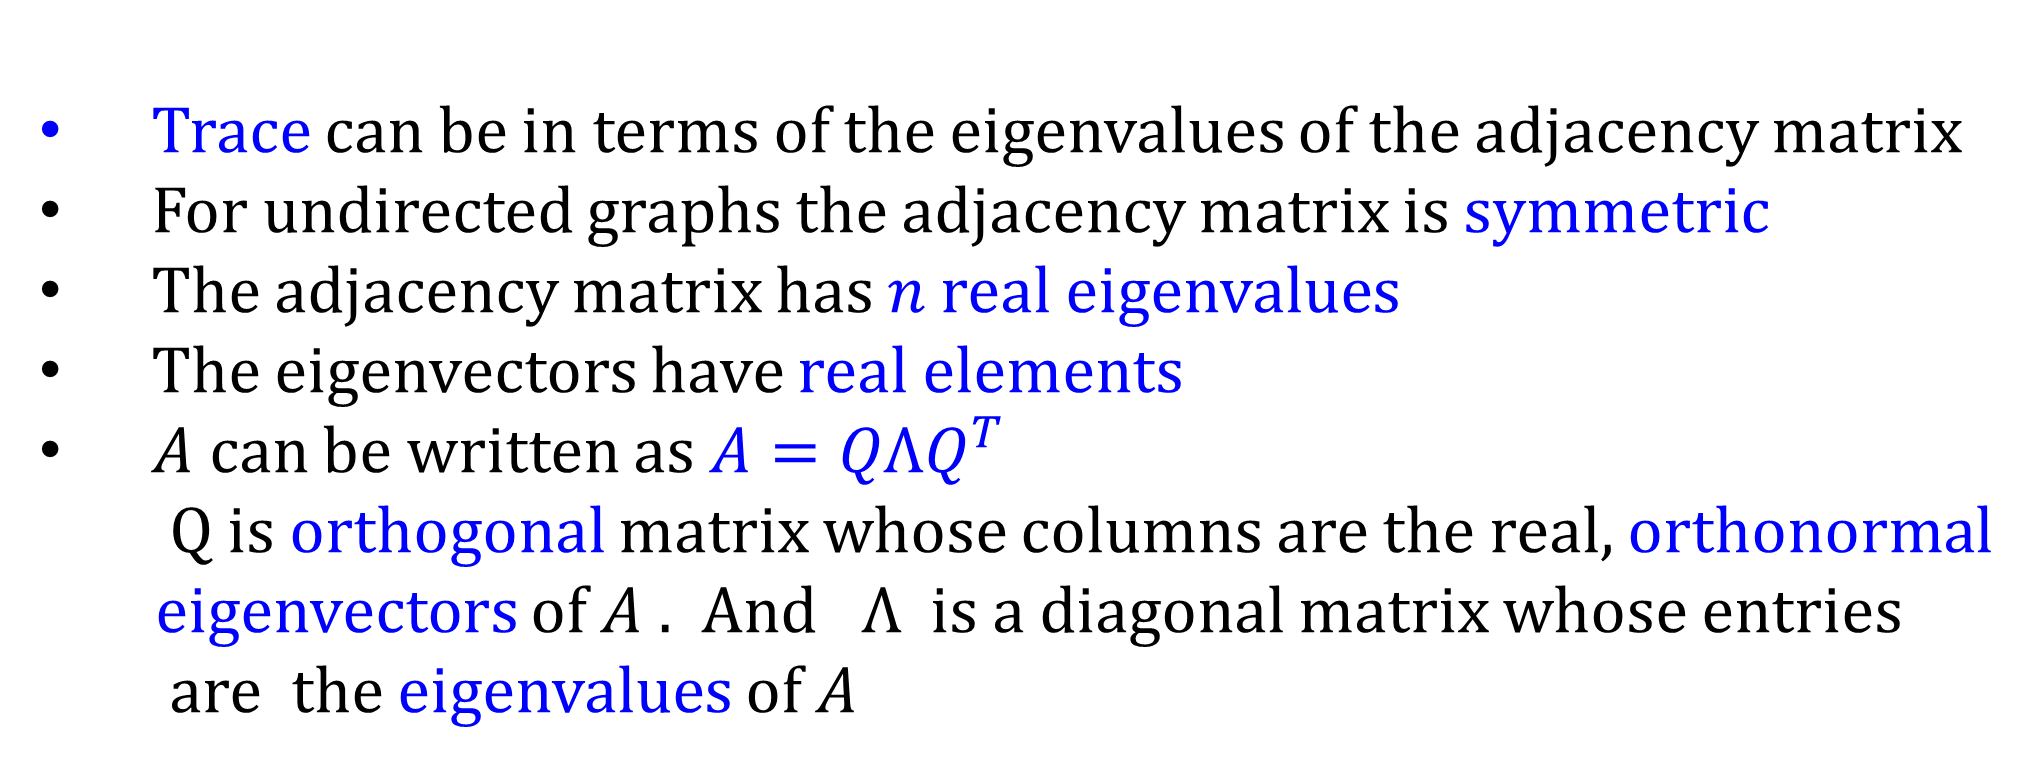 • Trace can be in terms of the eigenvalues of the adjacency matrix
• For undirected graphs the adjacency matrix is symmetric
• The adjacency matrix has n real eigenvalues
• The eigenvectors have real elements
• A can be written as A = QΛQ^T
Q is orthogonal matrix whose columns are the real, orthonormal
eigenvectors of A . And Λ is a diagonal matrix whose entries
are the eigenvalues of A